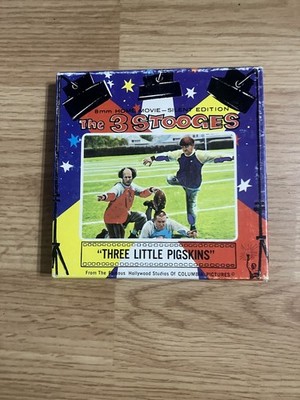 8mm HOME MOVIE — SILENT EDITION
The 3 STOOGES
"THREE LITTLE PIGSKINS"
From The Famous Hollywood Studios Of COLUMBIA PICTURES